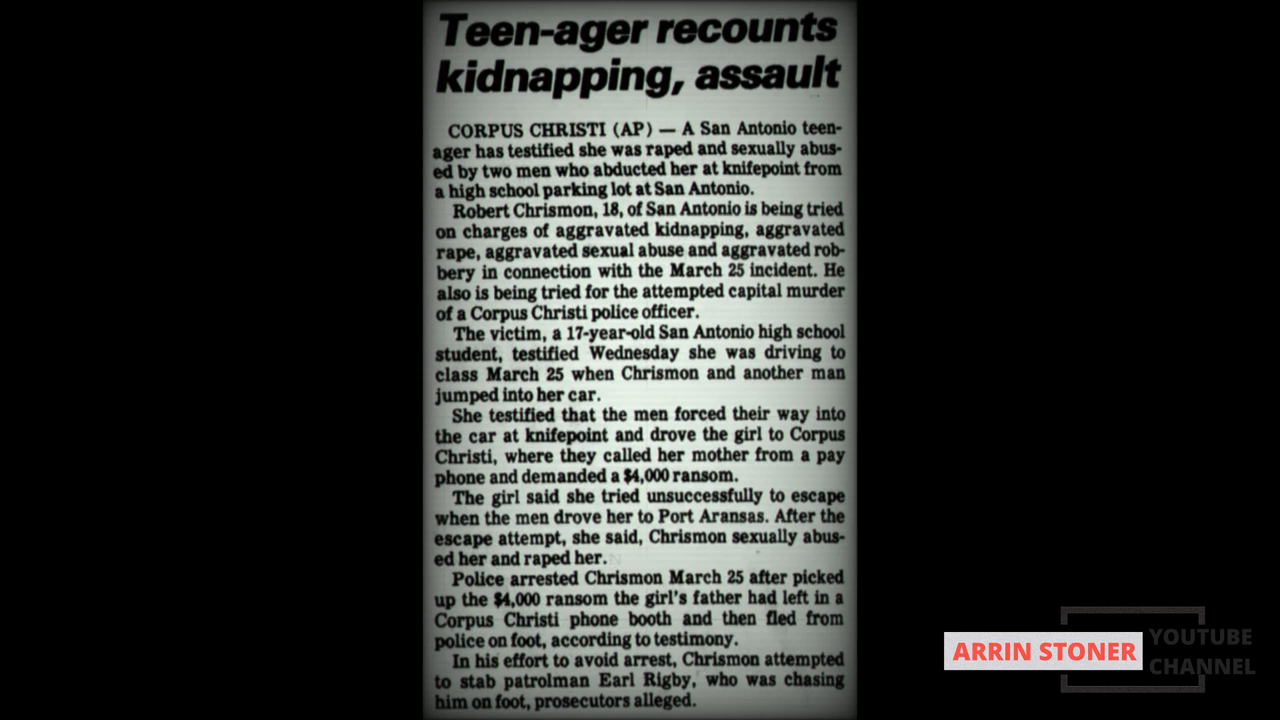 Teen-ager recounts
kidnapping, assault
CORPUS CHRISTI (AP) — A San Antonio teen-
ager has testified she was raped and sexually abus-
ed by two men who abducted her at knifepoint from
a high school parking lot at San Antonio.
Robert Chrismon, 18, of San Antonio is being tried
on charges of aggravated kidnapping, aggravated
rape, aggravated sexual abuse and aggravated rob-
bery in connection with the March 25 incident. He
also is being tried for the attempted capital murder
of a Corpus Christi police officer.
The victim, a 17-year-old San Antonio high school
student, testified Wednesday she was driving to
class March 25 when Chrismon and another man
jumped into her car.
She testified that the men forced their way into
the car at knifepoint and drove the girl to Corpus
Christi, where they called her mother from a pay
phone and demanded a $4,000 ransom.
The girl said she tried unsuccessfully to escape
when the men drove her to Port Aransas. After the
escape attempt, she said, Chrismon sexually abus-
ed her and raped her.
Police arrested Chrismon March 25 after picked
up the $4,000 ransom the girl's father had left in a
Corpus Christi phone booth and then fled from
police on foot, according to testimony.
In his effort to avoid arrest, Chrismon attempted
to stab patrolman Earl Rigby, who was chasing
him on foot, prosecutors alleged.
ARRIN STONER
YOUTUBE
CHANNEL